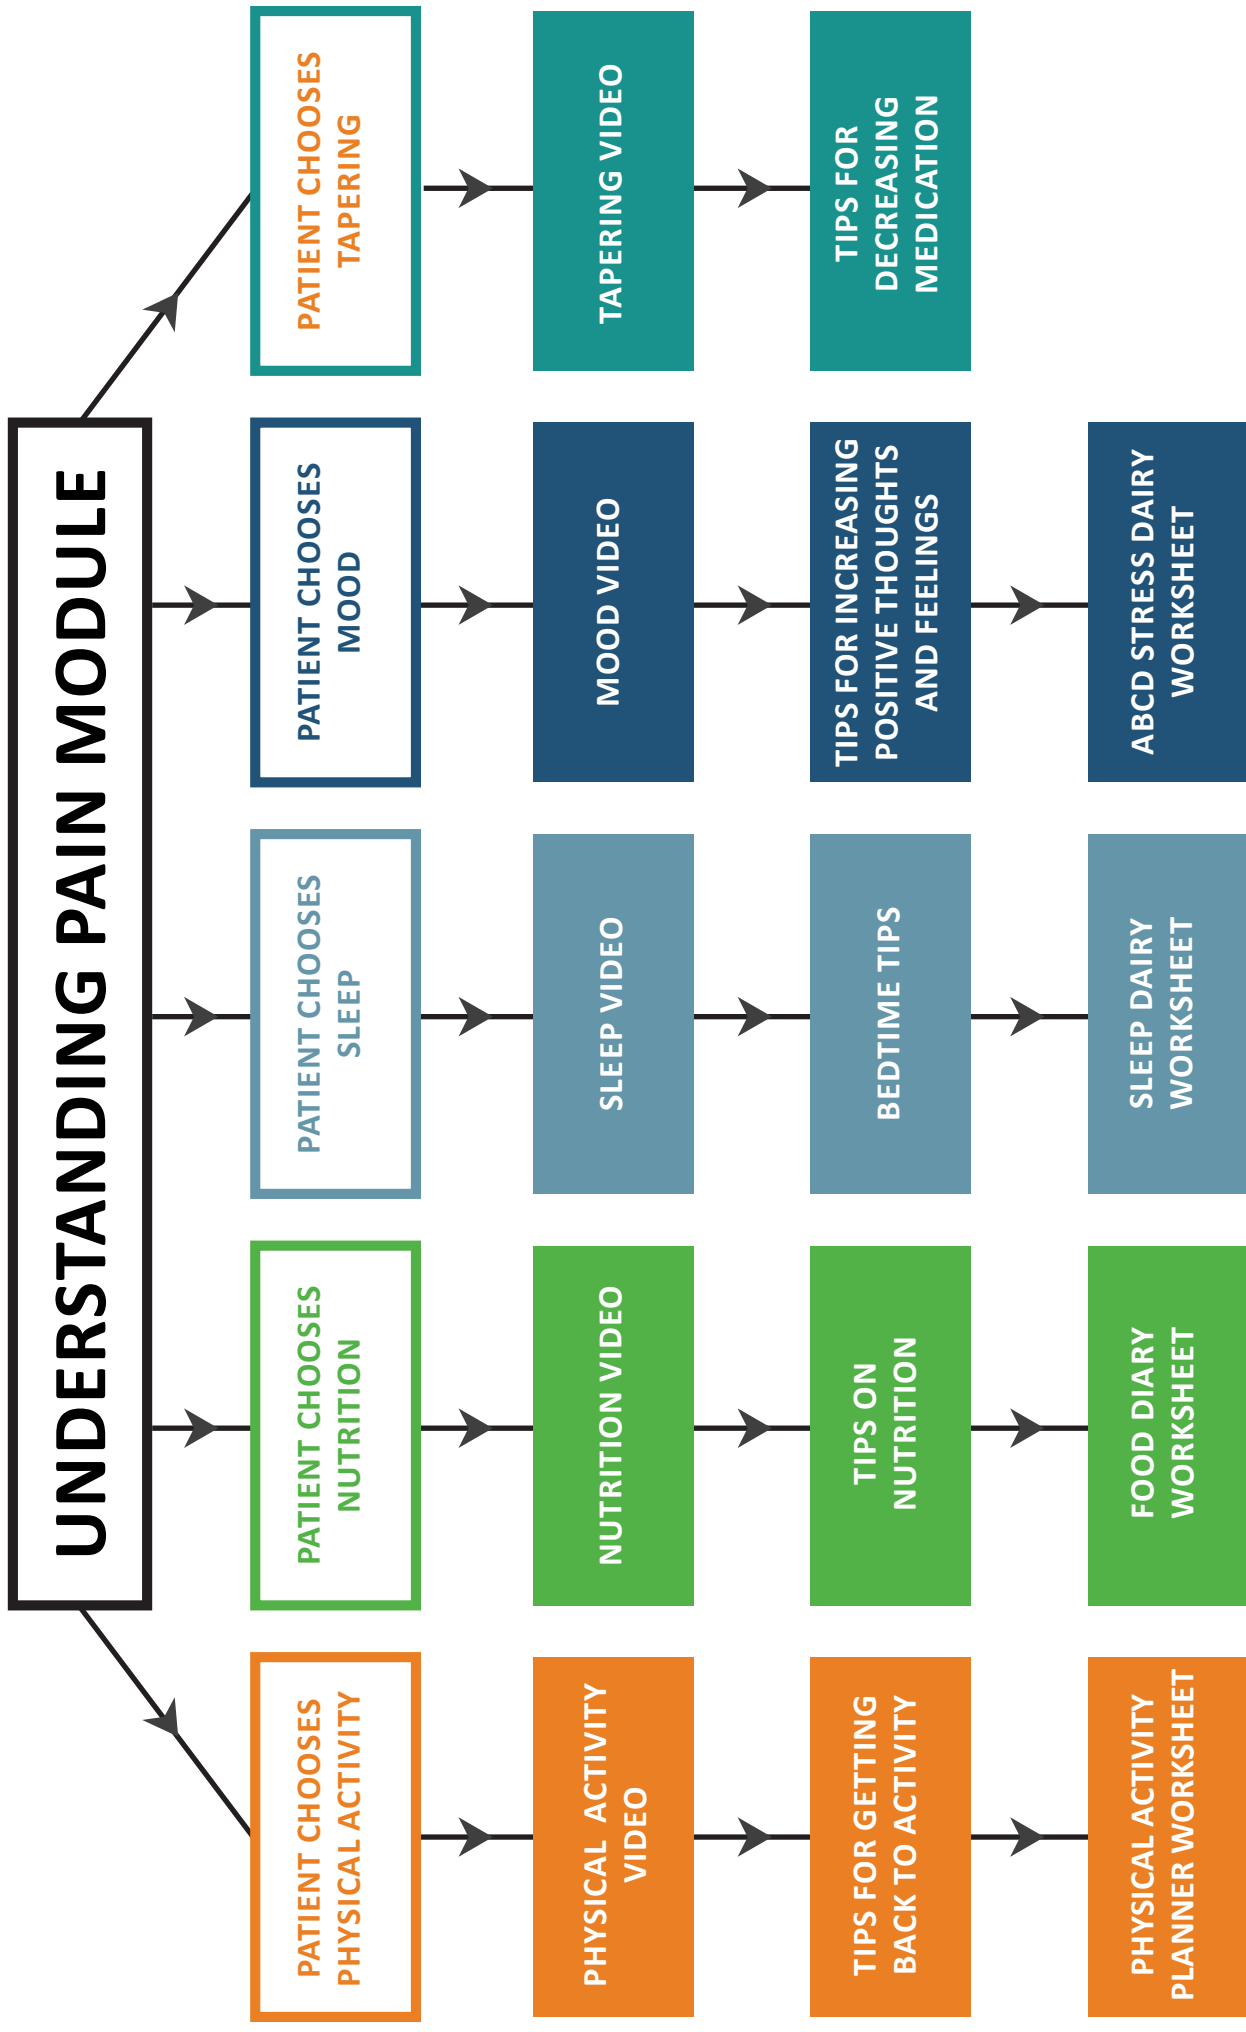 UNDERSTANDING PAIN MODULE
PATIENT CHOOSES
PHYSICAL ACTIVITY
PATIENT CHOOSES
NUTRITION
PATIENT CHOOSES
SLEEP
PATIENT CHOOSES
MOOD
PATIENT CHOOSES
TAPERING
PHYSICAL ACTIVITY
VIDEO
NUTRITION VIDEO
SLEEP VIDEO
MOOD VIDEO
TAPERING VIDEO
TIPS FOR GETTING
BACK TO ACTIVITY
TIPS ON
NUTRITION
BEDTIME TIPS
TIPS FOR INCREASING
POSITIVE THOUGHTS
AND FEELINGS
TIPS FOR
DECREASING
MEDICATION
PHYSICAL ACTIVITY
PLANNER WORKSHEET
FOOD DIARY
WORKSHEET
SLEEP DAIRY
WORKSHEET
ABCD STRESS DAIRY
WORKSHEET